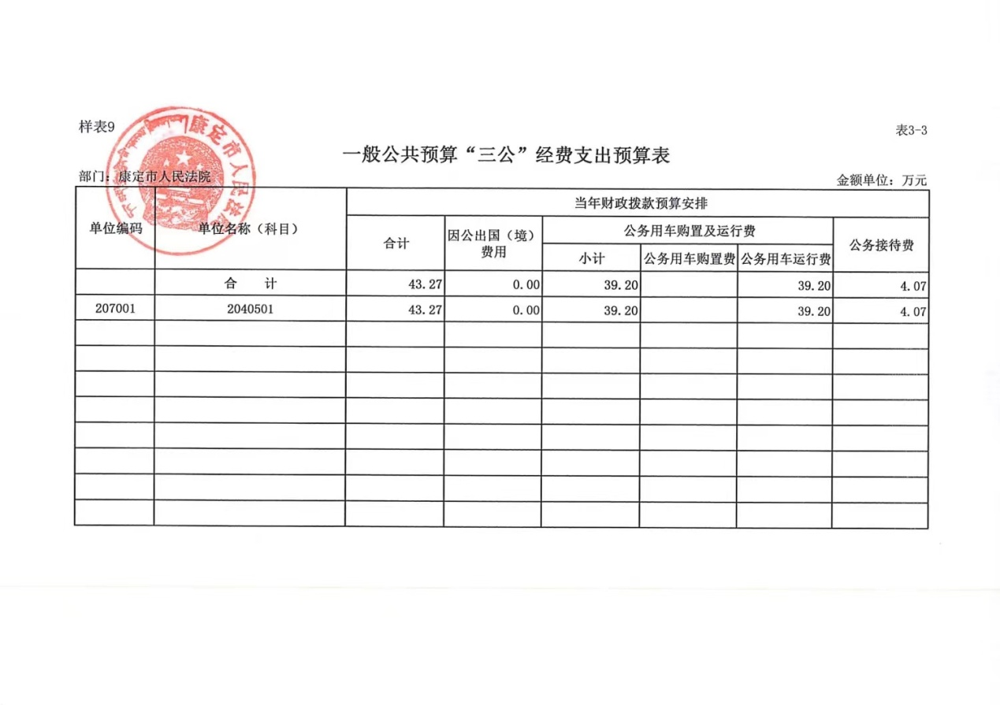 样表9
表3-3
一般公共预算“三公”经费支出预算表
部门：康定市人民法院
金额单位：万元
单位编码 单位名称（科目） 当年财政拨款预算安排
合计 因公出国（境）费用 公务用车购置及运行费 公务接待费
小计 公务用车购置费 公务用车运行费
合 计 43.27 0.00 39.20 39.20 4.07
207001 2040501 43.27 0.00 39.20 39.20 4.07
康定市人民法院